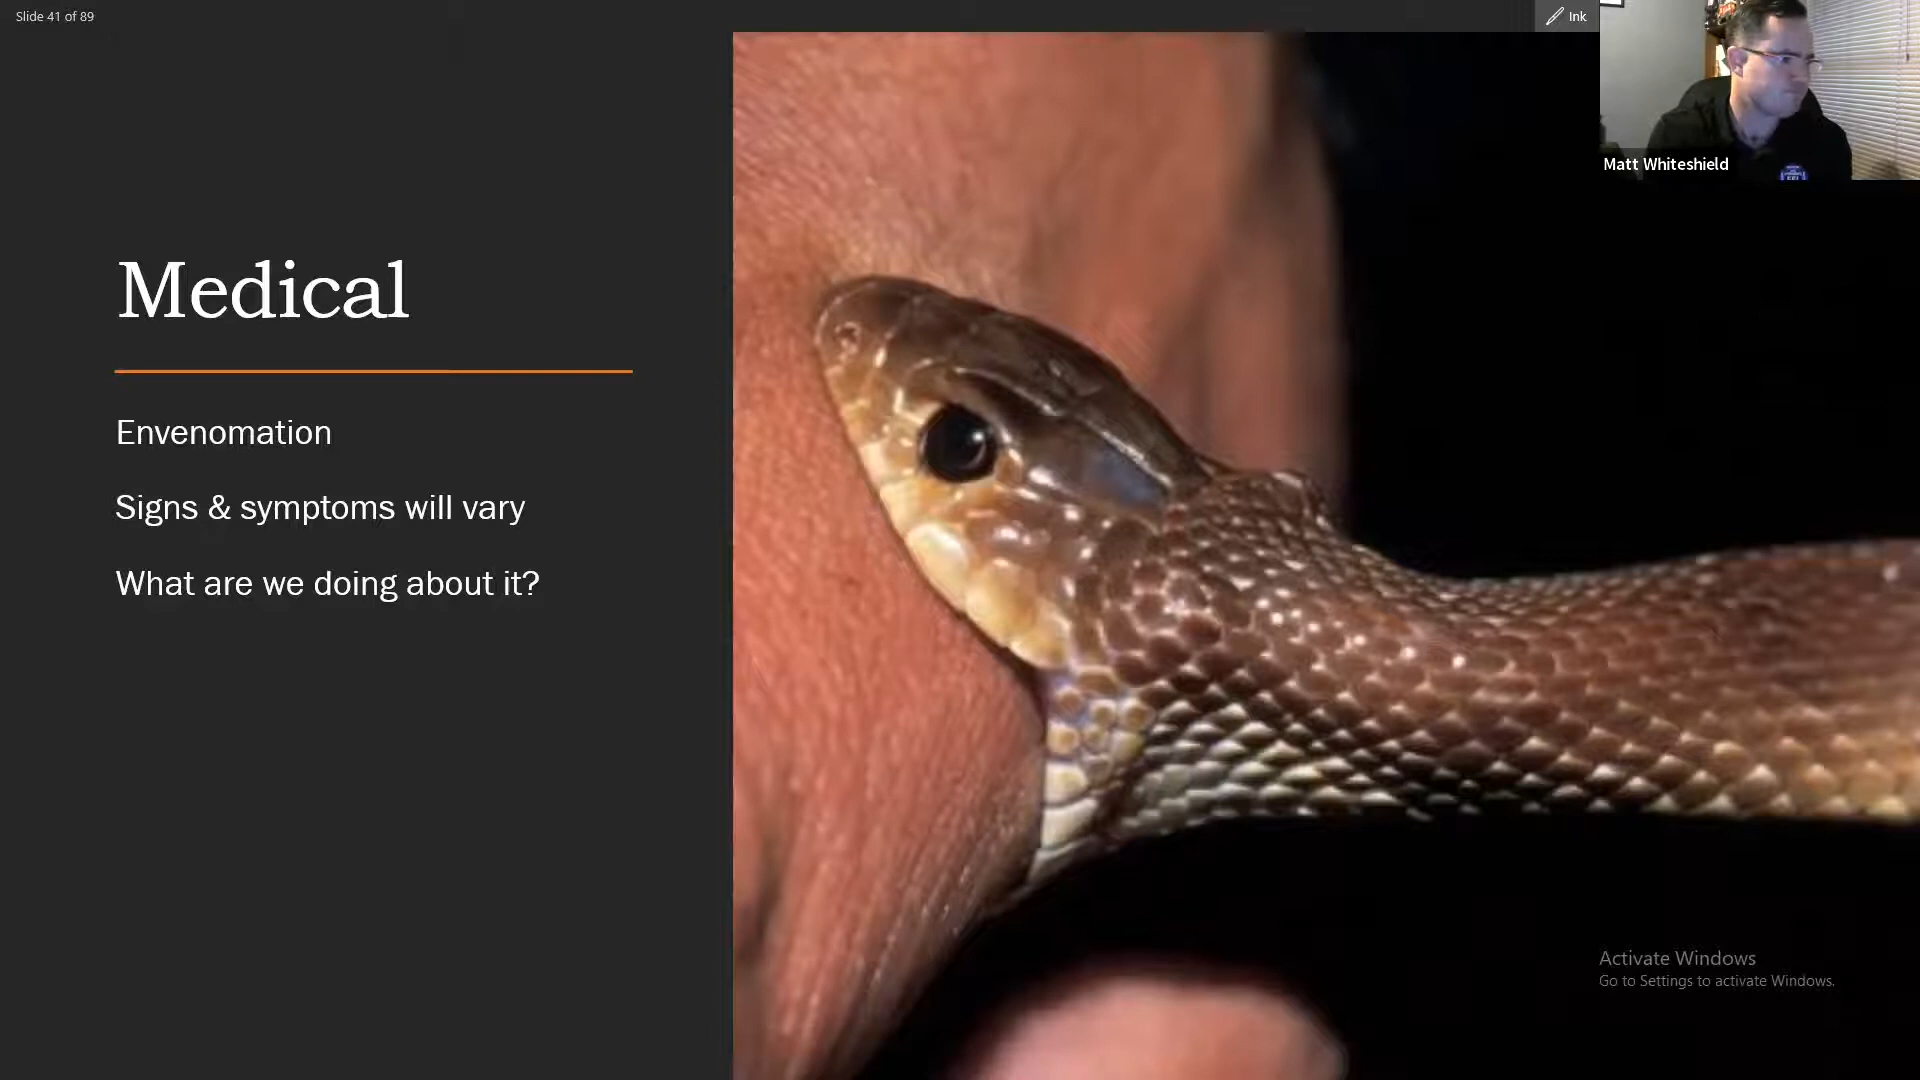 Slide 41 of 89
Ink
Matt Whiteshield
Medical
Envenomation
Signs & symptoms will vary
What are we doing about it?
Activate Windows
Go to Settings to activate Windows.